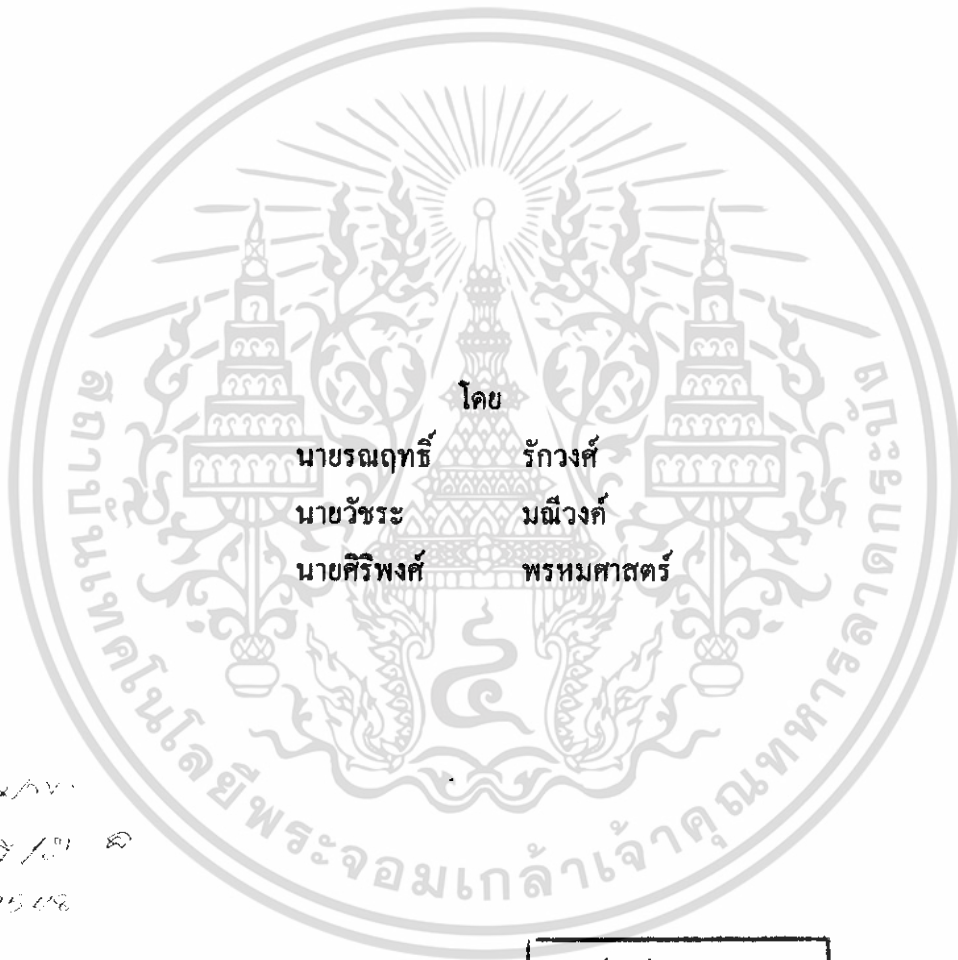 โดย
นายรณฤทธิ์ รักวงศ์
นายวัชระ มณีวงค์
นายศิริพงศ์ พรหมศาสตร์
สถาบันเทคโนโลยีพระจอมเกล้าเจ้าคุณทหารลาดกระบัง
2548